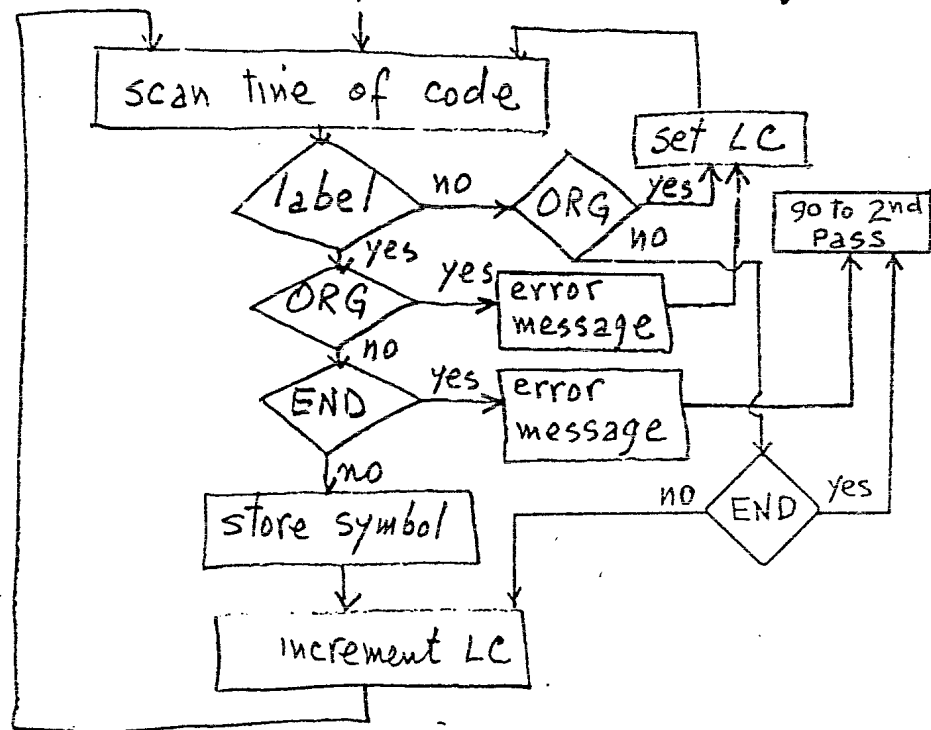 scan line of code
set LC
label
no
ORG
yes
go to 2nd
Pass
no
yes
ORG
yes
error
message
no
END
yes
error
message
no
no
END
yes
store symbol
increment LC